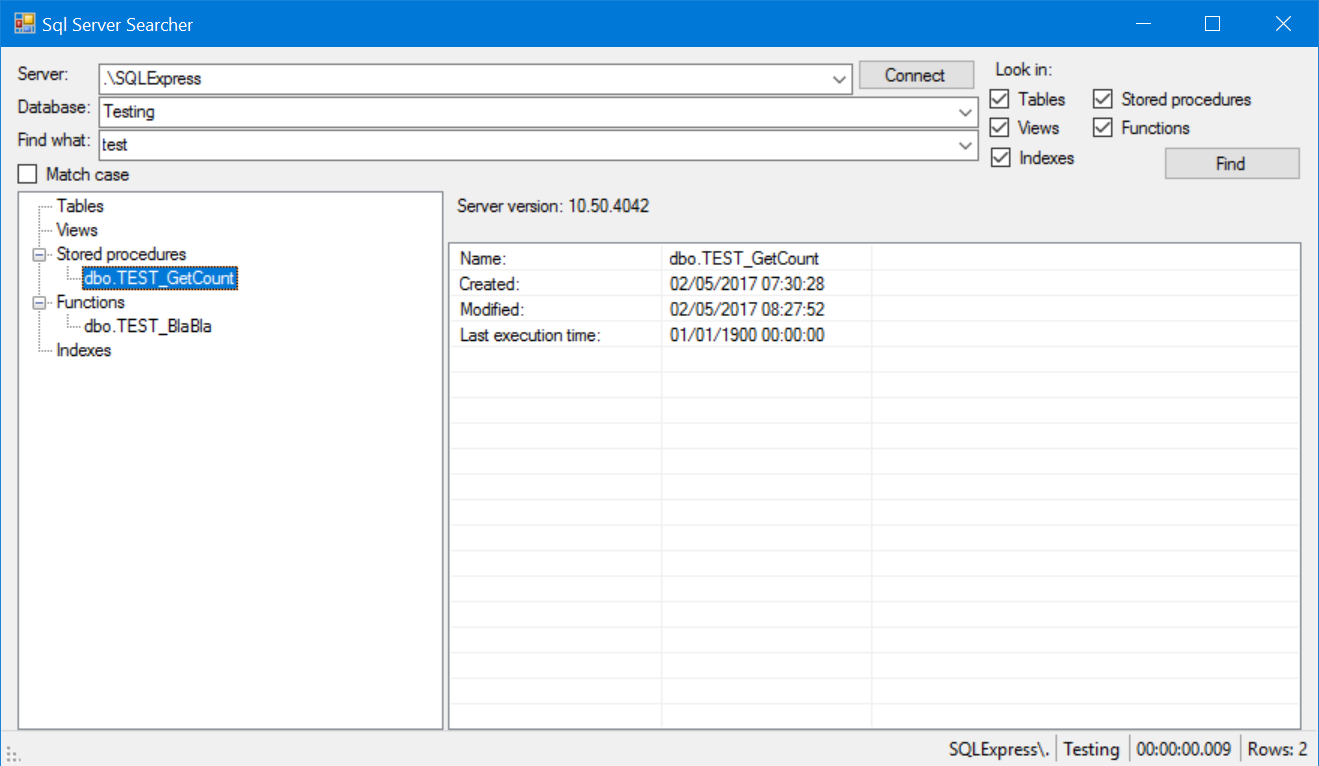 Sql Server Searcher
Server: .\SQLExpress Connect Look in:
Database: Testing Tables Stored procedures
Find what: test Views Functions
Match case Indexes Find
Tables
Views
Stored procedures
dbo.TEST_GetCount
Functions
dbo.TEST_BlaBla
Indexes
Server version: 10.50.4042
Name: dbo.TEST_GetCount
Created: 02/05/2017 07:30:28
Modified: 02/05/2017 08:27:52
Last execution time: 01/01/1900 00:00:00
SQLExpress\. Testing 00:00:00.009 Rows: 2